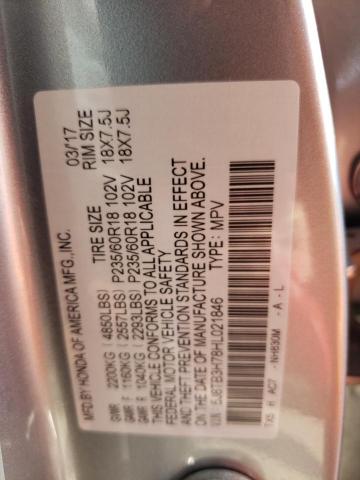 MFD.BY HONDA OF AMERICA MFG.,INC. 03/17
TIRE SIZE RIM SIZE
GVWR 2200KG (4850LBS)
GAWR F 1160KG (2557LBS) P235/60R18 102V 18X7.5J
GAWR R 1040KG (2293LBS) P235/60R18 102V 18X7.5J
THIS VEHICLE CONFORMS TO ALL APPLICABLE
FEDERAL MOTOR VEHICLE SAFETY
AND THEFT PREVENTION STANDARDS IN EFFECT
ON THE DATE OF MANUFACTURE SHOWN ABOVE.
V.I.N: 5J8TB3H78HL021846 TYPE: MPV
TX5 H AC7 NH830M - A - L